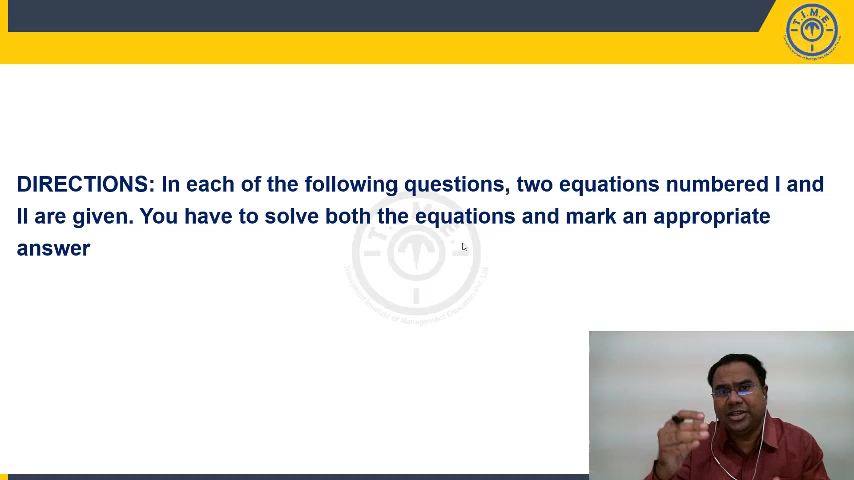 T.I.M.E.
DIRECTIONS: In each of the following questions, two equations numbered I and
II are given. You have to solve both the equations and mark an appropriate
answer
T.I.M.E.